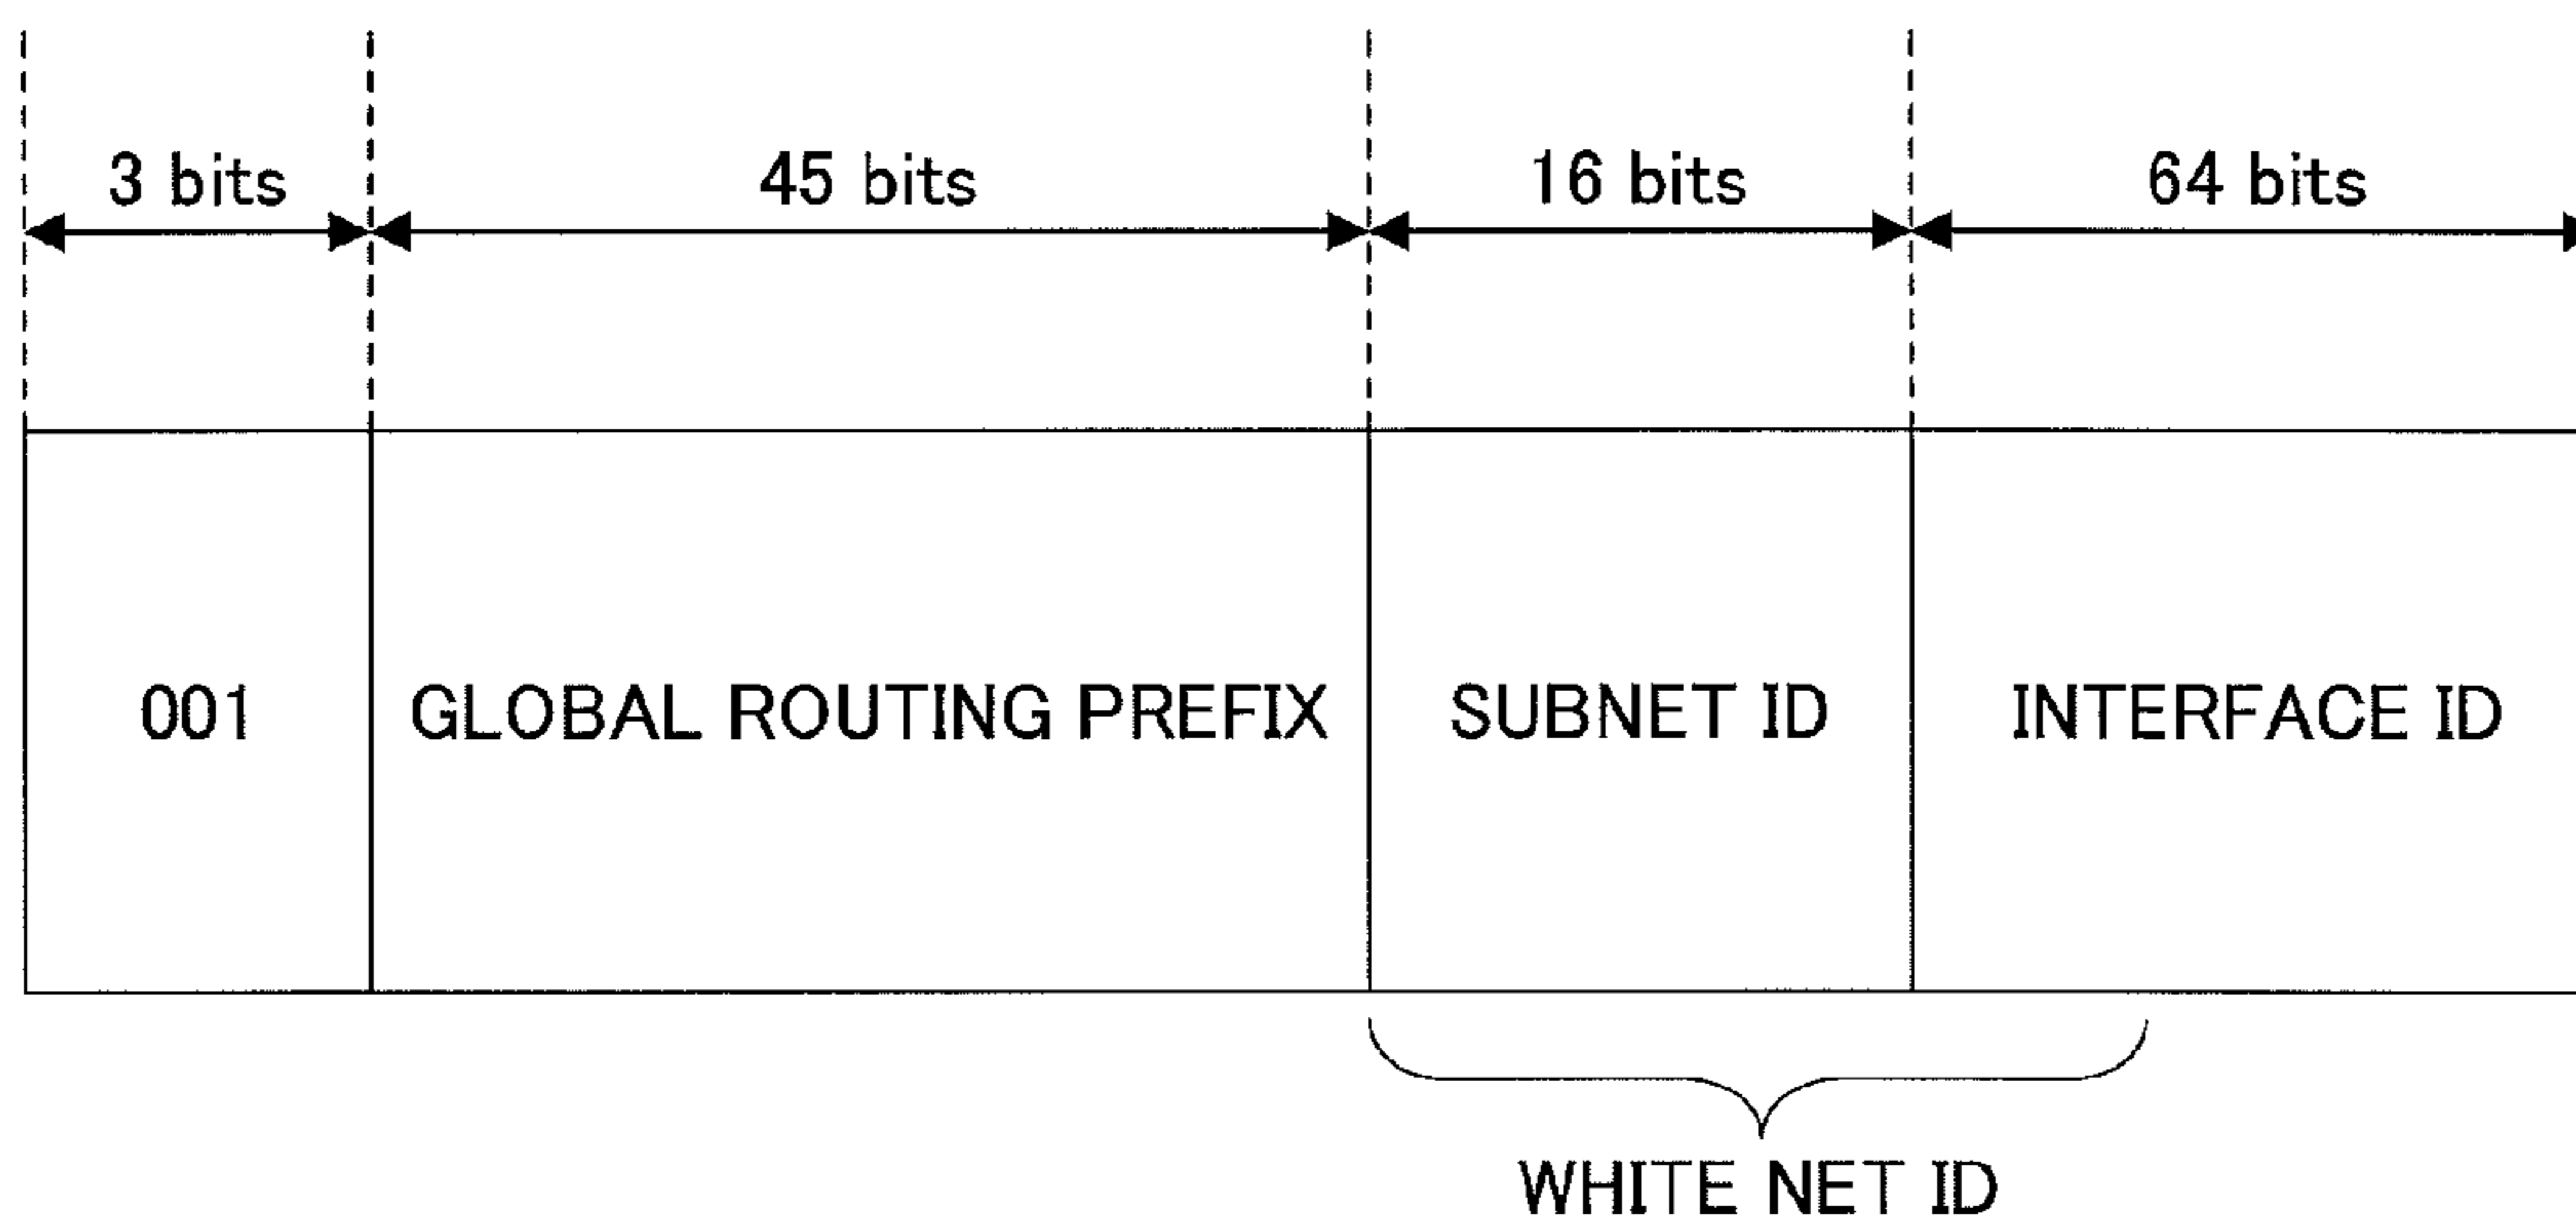 3 bits 45 bits 16 bits 64 bits
001 GLOBAL ROUTING PREFIX SUBNET ID INTERFACE ID
WHITE NET ID